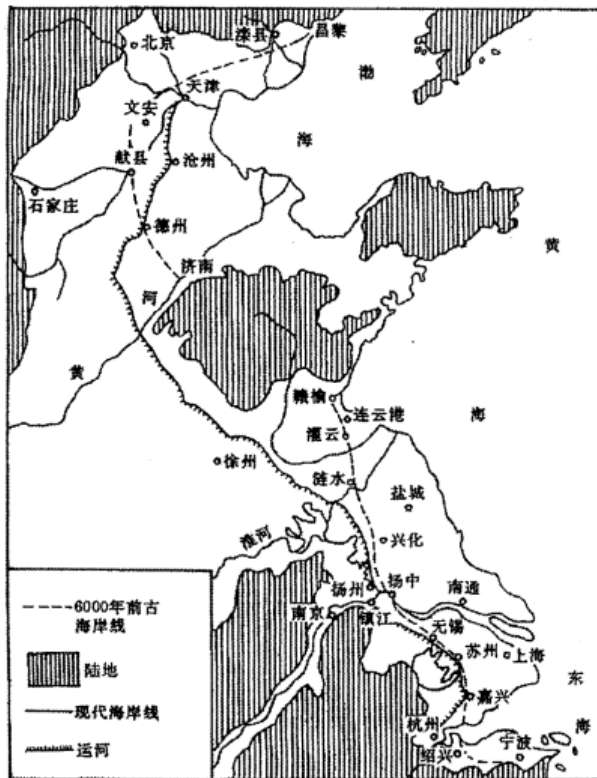 北京
滦县
昌黎
渤
天津
文安
海
献县
沧州
石家庄
德州
黄
济南
河
黄
赣榆
连云港
海
灌云
徐州
涟水
盐城
淮河
兴化
扬州
扬中
南通
南京
镇江
无锡
苏州
上海
东
嘉兴
海
杭州
绍兴
宁波
6000年前古
海岸线
陆地
现代海岸线
运河